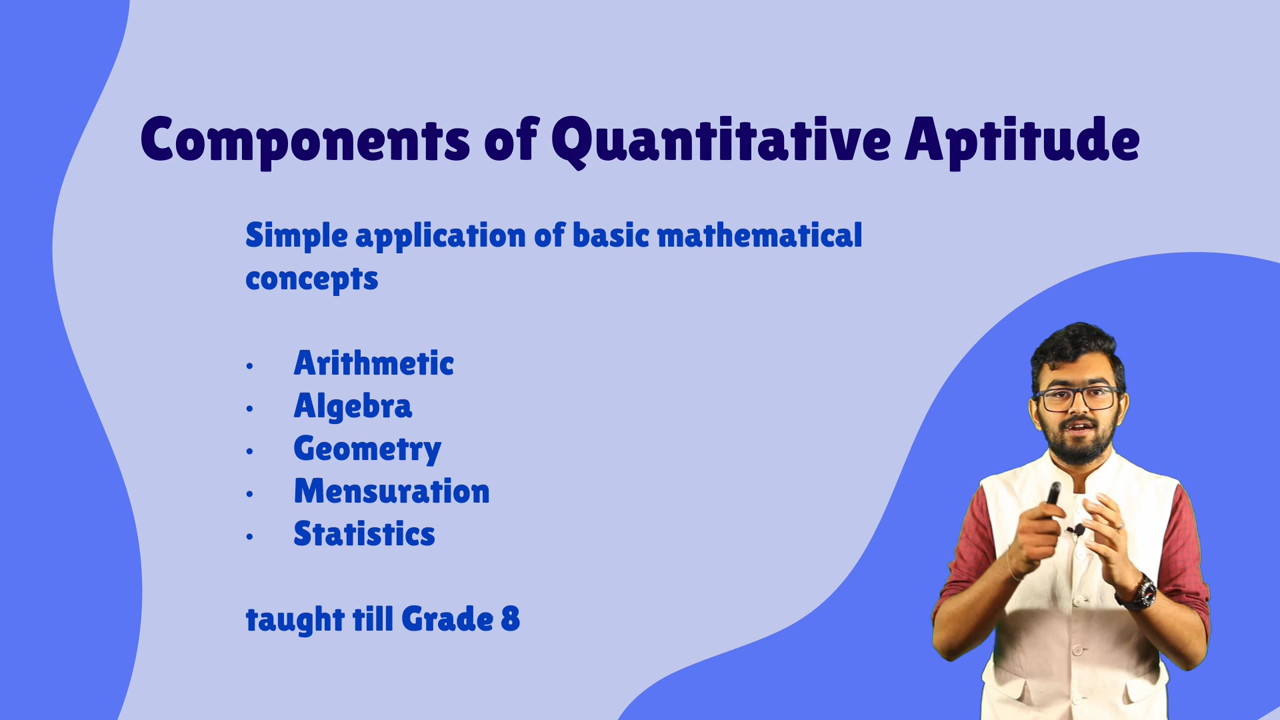 Components of Quantitative Aptitude
Simple application of basic mathematical
concepts
• Arithmetic
• Algebra
• Geometry
• Mensuration
• Statistics
taught till Grade 8